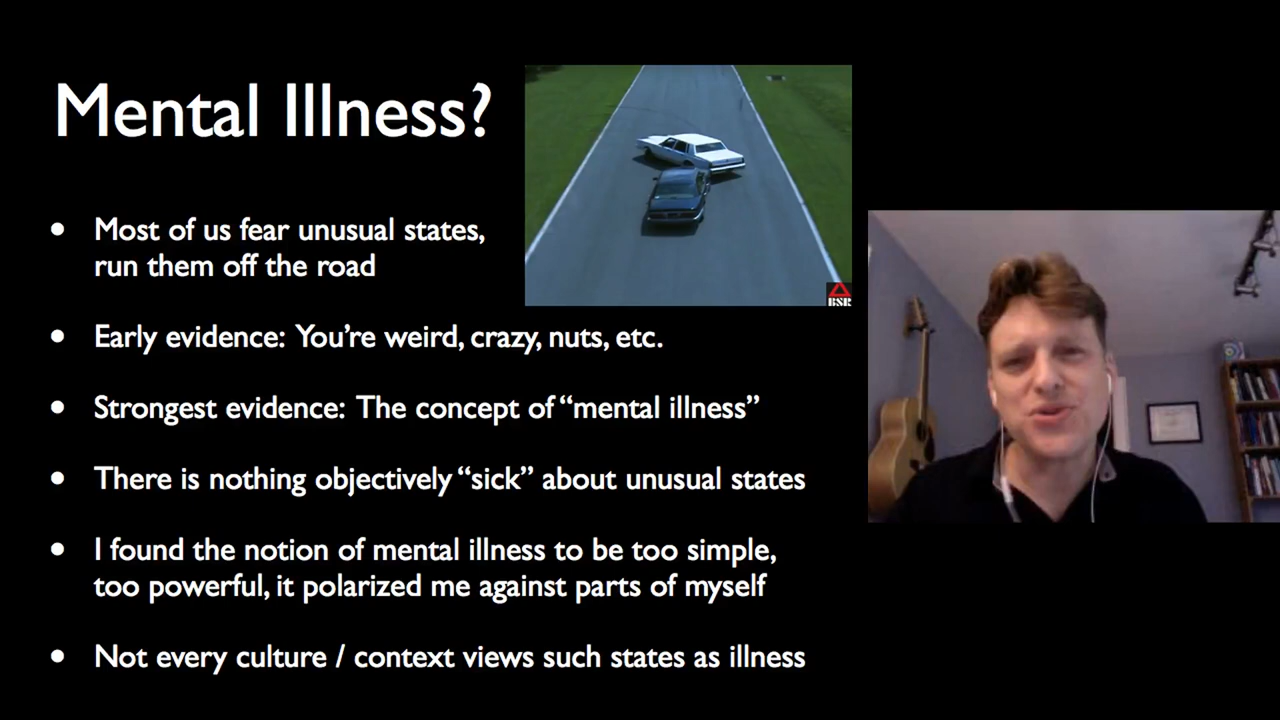 Mental Illness?
BSR
• Most of us fear unusual states,
run them off the road
• Early evidence: You’re weird, crazy, nuts, etc.
• Strongest evidence: The concept of “mental illness”
• There is nothing objectively “sick” about unusual states
• I found the notion of mental illness to be too simple,
too powerful, it polarized me against parts of myself
• Not every culture / context views such states as illness